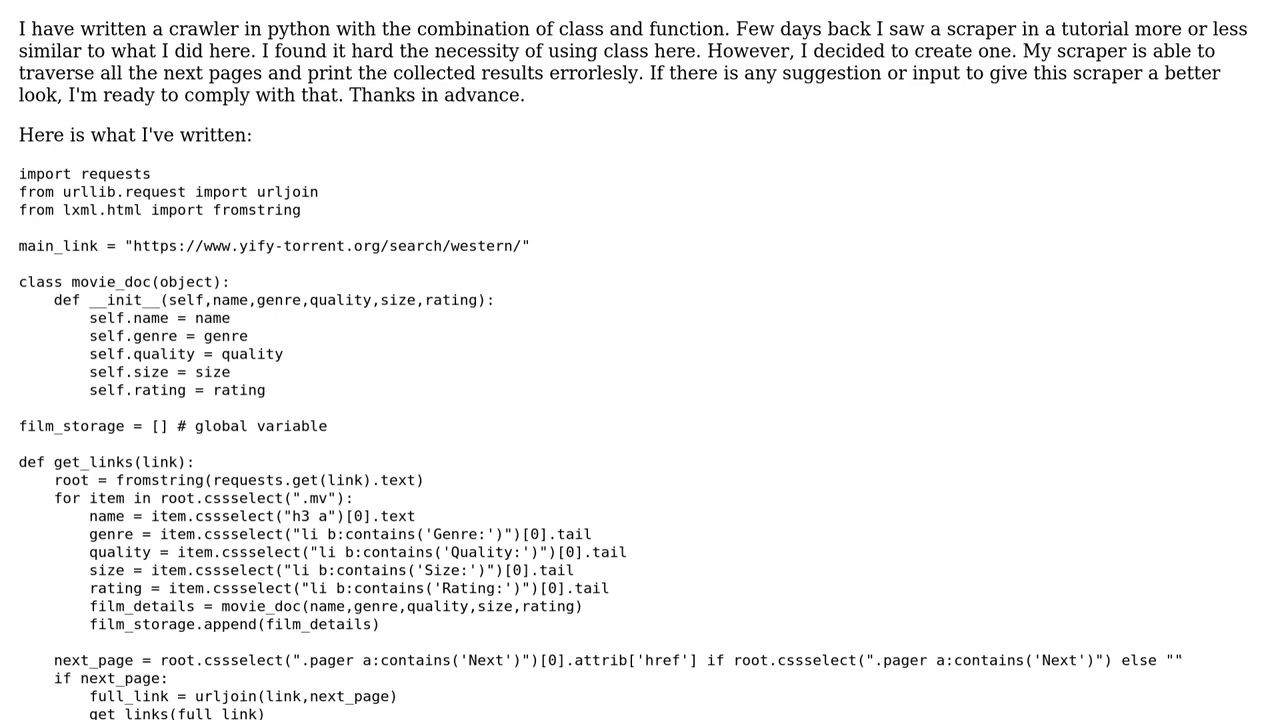 I have written a crawler in python with the combination of class and function. Few days back I saw a scraper in a tutorial more or less
similar to what I did here. I found it hard the necessity of using class here. However, I decided to create one. My scraper is able to
traverse all the next pages and print the collected results errorlesly. If there is any suggestion or input to give this scraper a better
look, I'm ready to comply with that. Thanks in advance.
Here is what I've written:
import requests
from urllib.request import urljoin
from lxml.html import fromstring
main_link = "https://www.yify-torrent.org/search/western/"
class movie_doc(object):
    def __init__(self,name,genre,quality,size,rating):
        self.name = name
        self.genre = genre
        self.quality = quality
        self.size = size
        self.rating = rating
film_storage = [] # global variable
def get_links(link):
    root = fromstring(requests.get(link).text)
    for item in root.cssselect(".mv"):
        name = item.cssselect("h3 a")[0].text
        genre = item.cssselect("li b:contains('Genre:')")[0].tail
        quality = item.cssselect("li b:contains('Quality:')")[0].tail
        size = item.cssselect("li b:contains('Size:')")[0].tail
        rating = item.cssselect("li b:contains('Rating:')")[0].tail
        film_details = movie_doc(name,genre,quality,size,rating)
        film_storage.append(film_details)
    next_page = root.cssselect(".pager a:contains('Next')")[0].attrib['href'] if root.cssselect(".pager a:contains('Next')") else ""
    if next_page:
        full_link = urljoin(link,next_page)
        get_links(full_link)